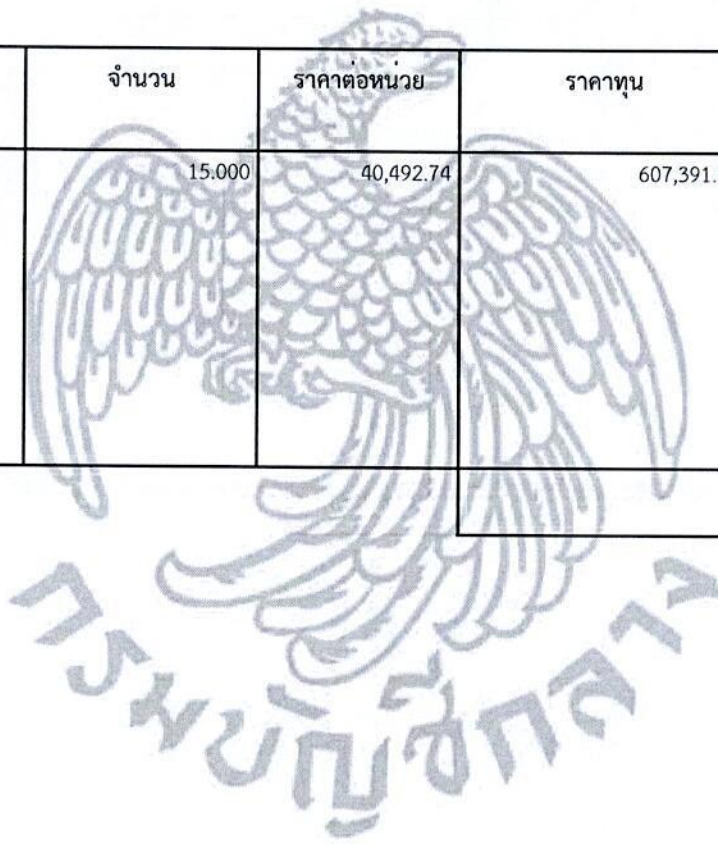 จำนวน ราคาต่อหน่วย ราคาทุน
15.000 40,492.74 607,391.
กรมบัญชีกลาง